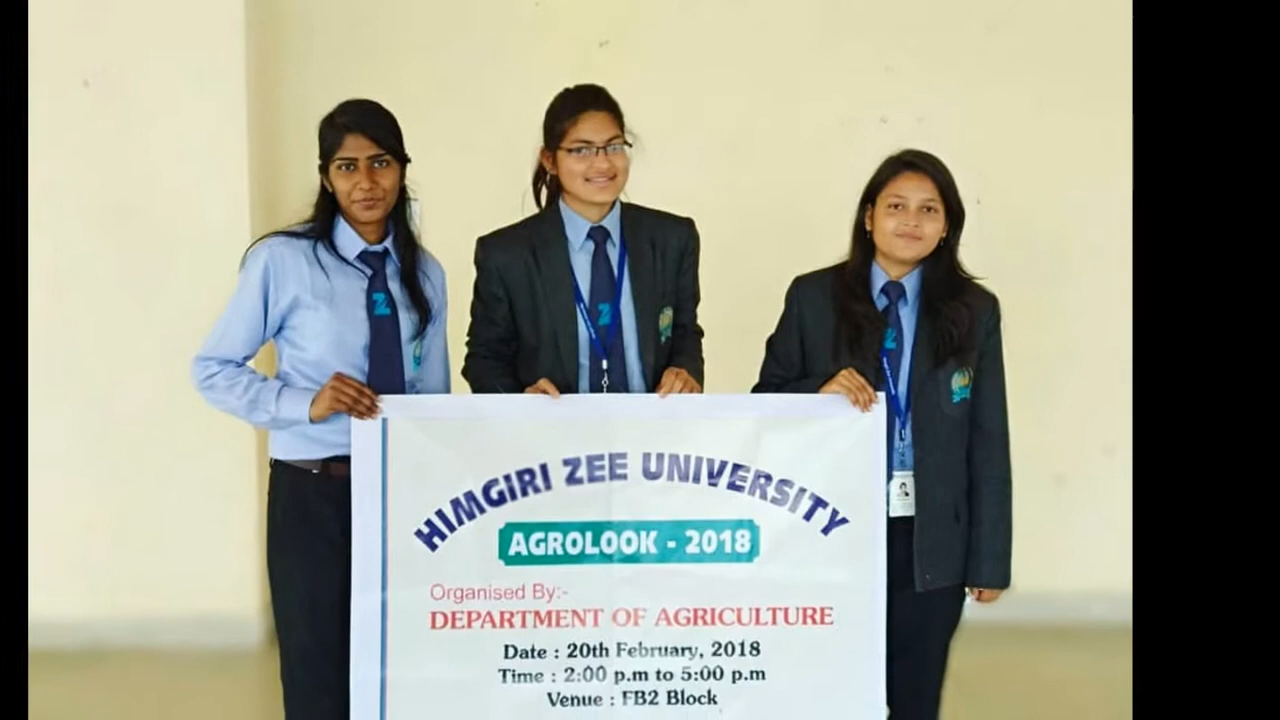 HIMGIRI ZEE UNIVERSITY
AGROLOOK - 2018
Organised By:-
DEPARTMENT OF AGRICULTURE
Date : 20th February, 2018
Time : 2:00 p.m to 5:00 p.m
Venue : FB2 Block